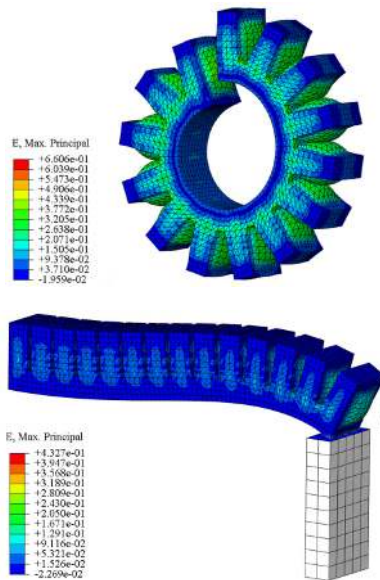 E, Max. Principal
+6.606e-01
+6.039e-01
+5.473e-01
+4.906e-01
+4.339e-01
+3.772e-01
+3.205e-01
+2.638e-01
+2.071e-01
+1.505e-01
+9.378e-02
+3.710e-02
-1.959e-02
E, Max. Principal
+4.327e-01
+3.947e-01
+3.568e-01
+3.189e-01
+2.809e-01
+2.430e-01
+2.050e-01
+1.671e-01
+1.291e-01
+9.116e-02
+5.321e-02
+1.526e-02
-2.269e-02